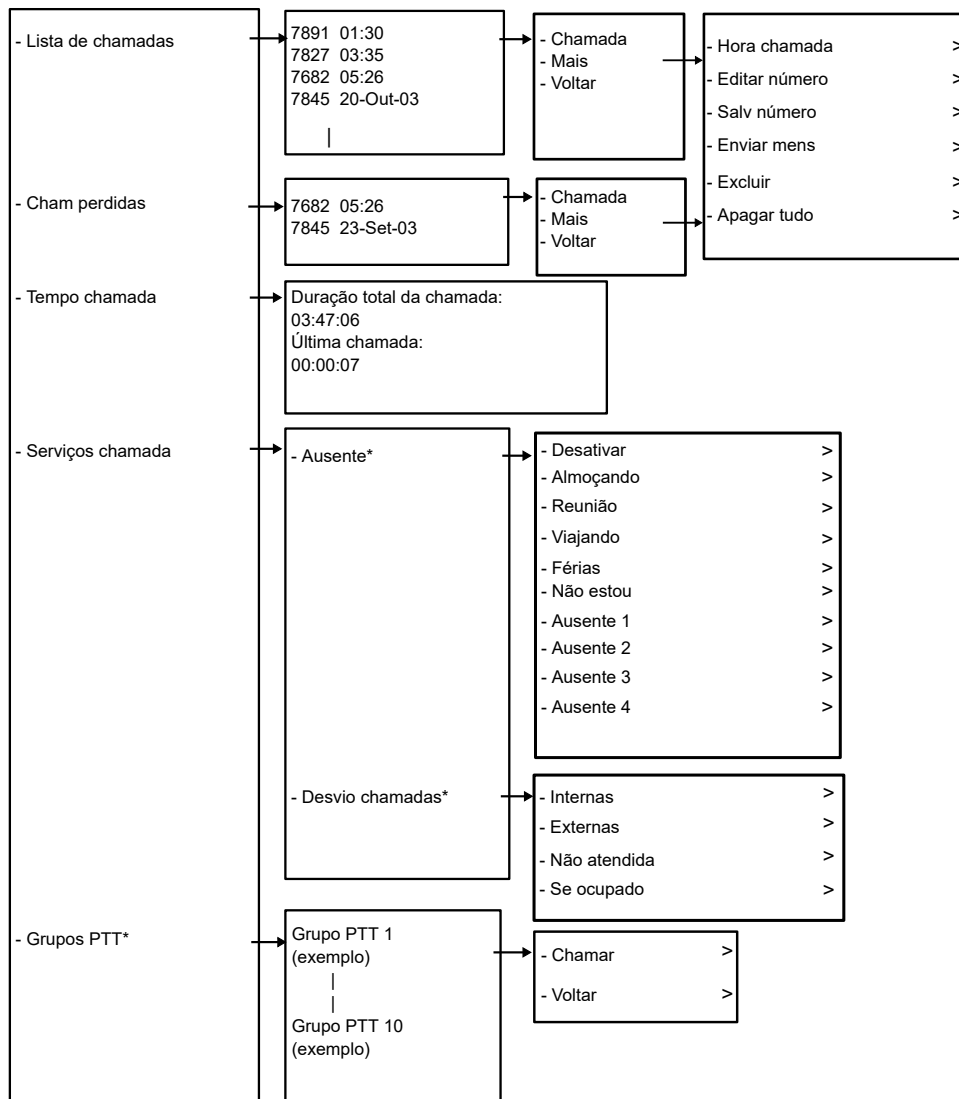 - Lista de chamadas
7891 01:30
7827 03:35
7682 05:26
7845 20-Out-03
|
- Chamada
- Mais
- Voltar
- Hora chamada >
- Editar número >
- Salv número >
- Enviar mens >
- Excluir >
- Apagar tudo >
- Cham perdidas
7682 05:26
7845 23-Set-03
- Chamada
- Mais
- Voltar
- Tempo chamada
Duração total da chamada:
03:47:06
Última chamada:
00:00:07
- Serviços chamada
- Ausente*
- Desativar >
- Almoçando >
- Reunião >
- Viajando >
- Férias >
- Não estou >
- Ausente 1 >
- Ausente 2 >
- Ausente 3 >
- Ausente 4 >
- Desvio chamadas*
- Internas >
- Externas >
- Não atendida >
- Se ocupado >
- Grupos PTT*
Grupo PTT 1
(exemplo)
|
|
Grupo PTT 10
(exemplo)
- Chamar >
- Voltar >